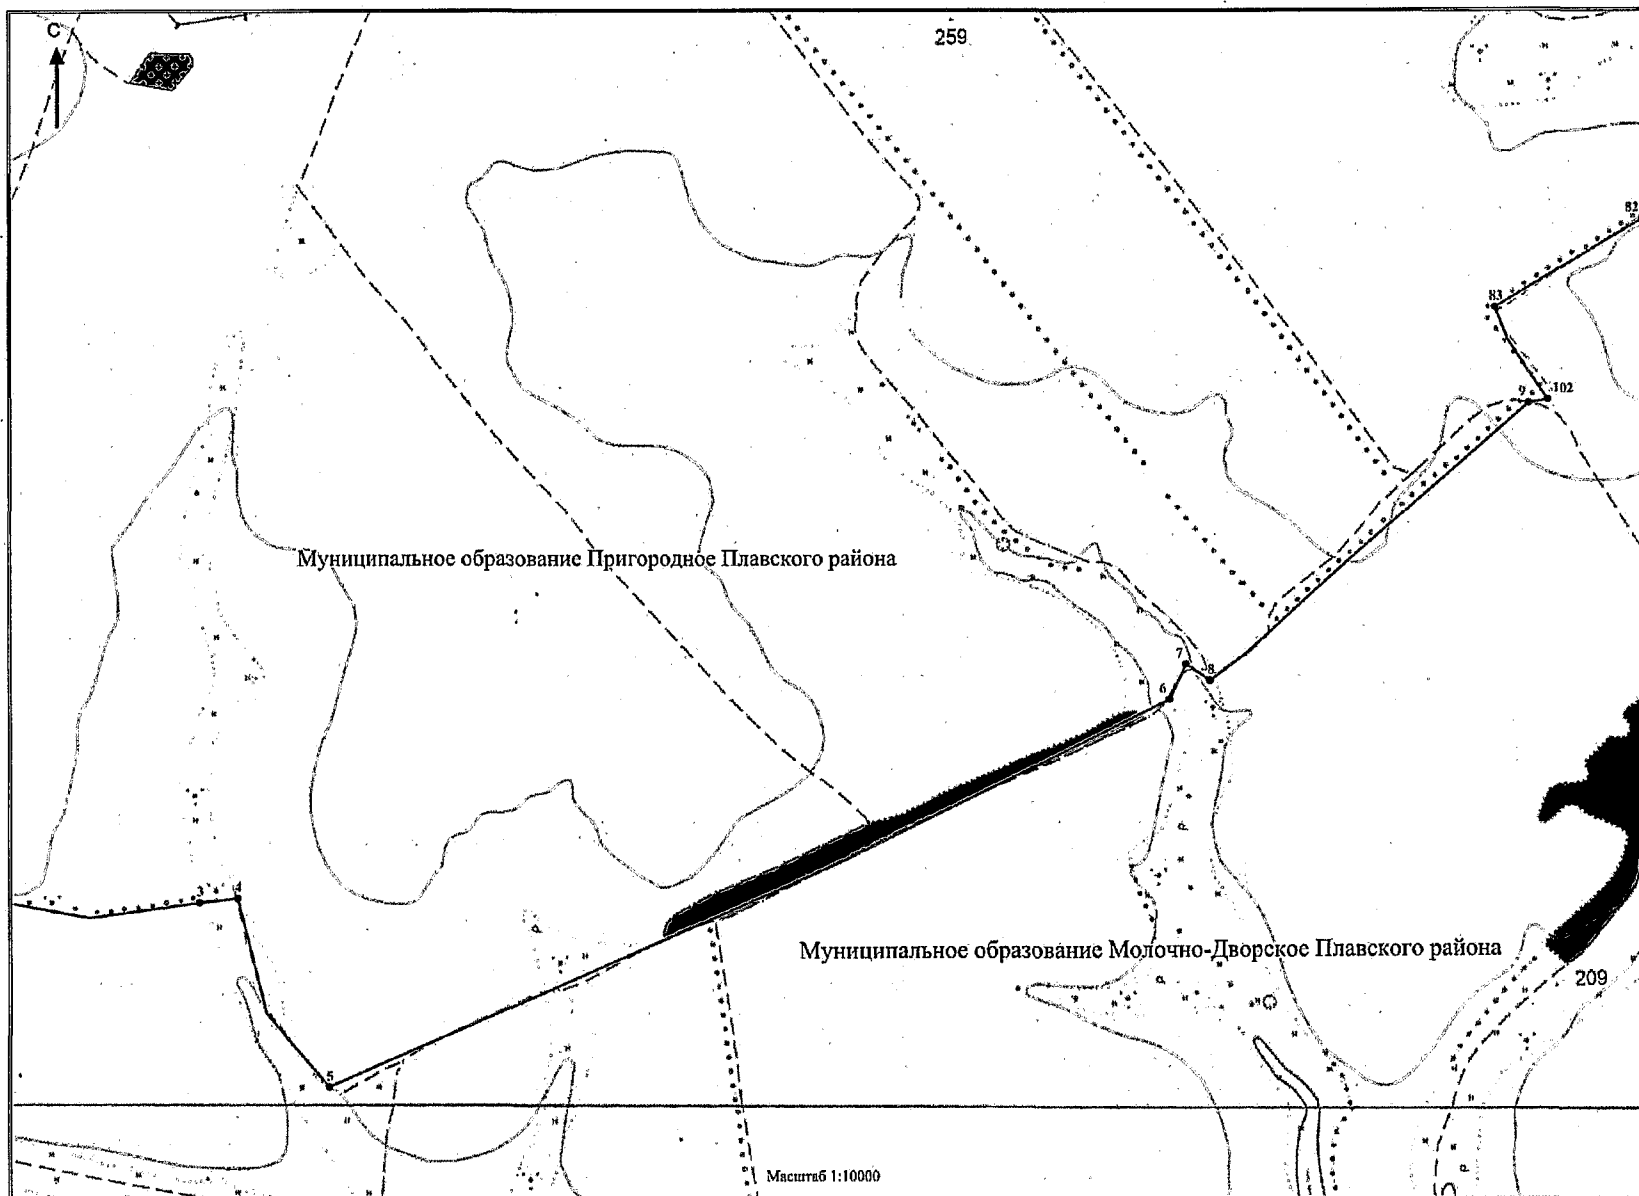 С
259
82
83
9 102
Муниципальное образование Пригородное Плавского района
7
8
6
3 4
Муниципальное образование Молочно-Дворское Плавского района
209
5
Масштаб 1:10000